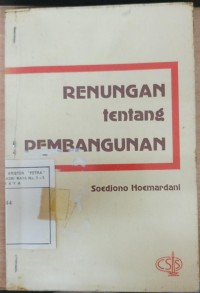 RENUNGAN
tentang
PEMBANGUNAN
Soedjono Hoemardani
CSIS